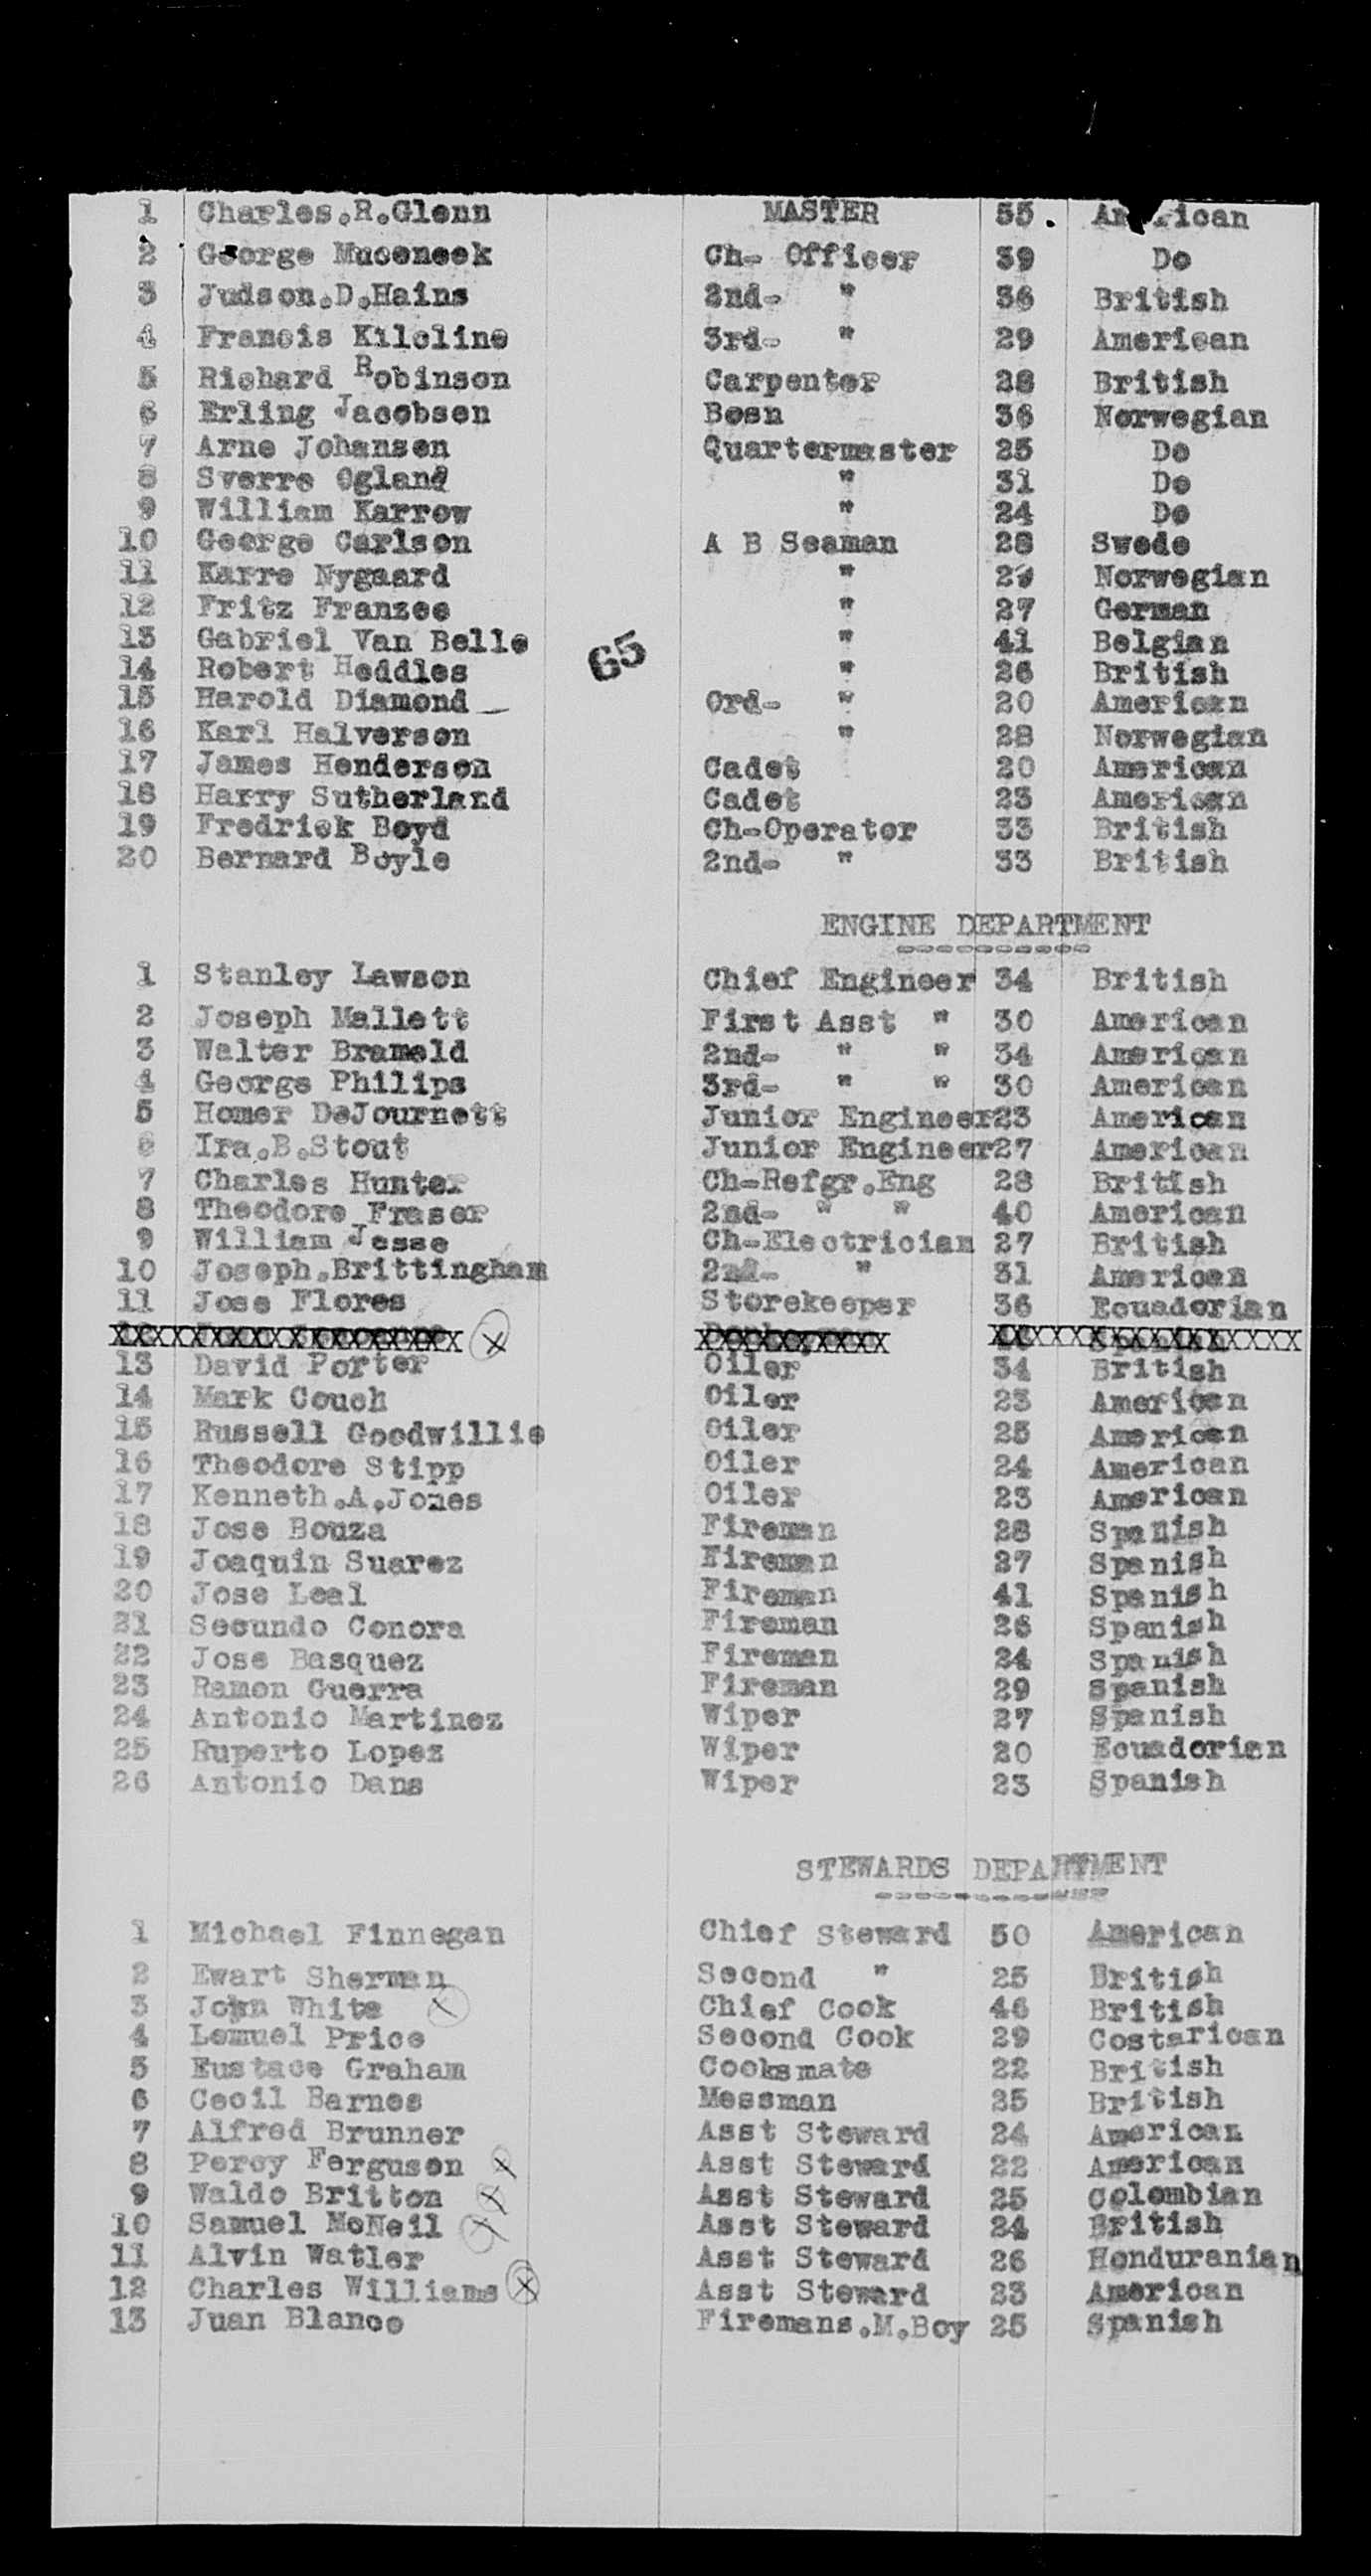 1 Charles.R.Glenn MASTER 55. American
2 George Muceneek Ch- Officer 39 Do
3 Judson.D.Hains 2nd- " 36 British
4 Francis Kilcline 3rd- " 29 American
5 Richard Robinson Carpenter 28 British
6 Erling Jacobsen Bosn 36 Norwegian
7 Arne Johansen Quartermaster 25 Do
8 Sverre Ogland " 31 Do
9 William Karrow " 24 Do
10 George Carlson A B Seaman 28 Swede
11 Karre Nygaard " Norwegian
12 Fritz Franzee " 27 German
13 Gabriel Van Belle " 41 Belgian
65
14 Robert Heddles " 26 British
15 Harold Diamond Ord- " 20 American
16 Karl Halverson " 28 Norwegian
17 James Henderson Cadet 20 American
18 Harry Sutherland Cadet 23 American
19 Fredrick Boyd Ch-Operator 33 British
20 Bernard Boyle 2nd- " 33 British
ENGINE DEPARTMENT
1 Stanley Lawson Chief Engineer 34 British
2 Joseph Mallett First Asst " 30 American
3 Walter Brameld 2nd- " " 34 American
4 George Philips 3rd- " " 30 American
5 Homer DeJournett Junior Engineer 23 American
6 Ira.B.Stout Junior Engineer 27 American
7 Charles Hunter Ch-Refgr.Eng 28 British
8 Theodore Fraser 2nd- " " 40 American
9 William Jesse Ch-Electrician 27 British
10 Joseph.Brittingham 2nd- " 31 American
11 Jose Flores Storekeeper 36 Ecuadorian
13 David Porter Oiler 34 British
14 Mark Couch Oiler 23 American
15 Russell Goodwillie Oiler 25 American
16 Theodore Stipp Oiler 24 American
17 Kenneth.A.Jones Oiler 23 American
18 Jose Bouza Fireman 28 Spanish
19 Joaquin Suarez Fireman 27 Spanish
20 Jose Leal Fireman 41 Spanish
21 Secundo Conora Fireman 26 Spanish
22 Jose Basquez Fireman 24 Spanish
23 Ramon Guerra Fireman 29 Spanish
24 Antonio Martinez Wiper 27 Spanish
25 Ruperto Lopez Wiper 20 Ecuadorian
26 Antonio Dans Wiper 23 Spanish
STEWARDS DEPARTMENT
1 Michael Finnegan Chief Steward 50 American
2 Ewart Sherman Second " 25 British
3 John White Chief Cook 46 British
4 Lemuel Price Second Cook 29 Costarican
5 Eustace Graham Cooksmate 22 British
6 Cecil Barnes Messman 25 British
7 Alfred Brunner Asst Steward 24 American
8 Percy Ferguson Asst Steward 22 American
9 Waldo Britton Asst Steward 25 Colombian
10 Samuel McNeil Asst Steward 24 British
11 Alvin Watler Asst Steward 26 Honduranian
12 Charles Williams Asst Steward 23 American
13 Juan Blanco Firemans.M.Boy 25 Spanish